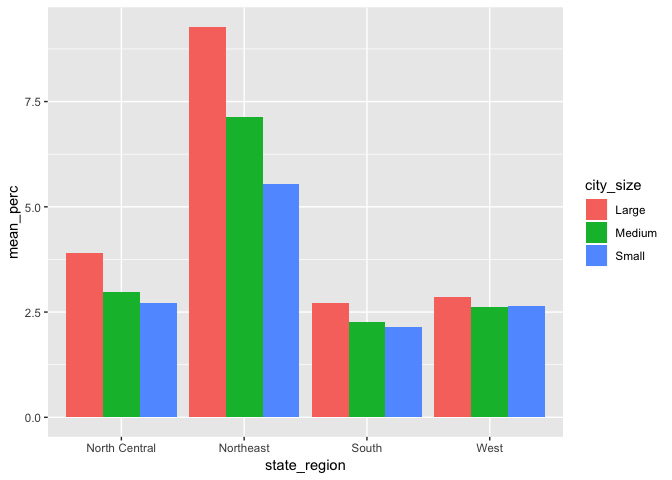 7.5
5.0
2.5
0.0
mean_perc
North Central
Northeast
South
West
state_region
city_size
Large
Medium
Small